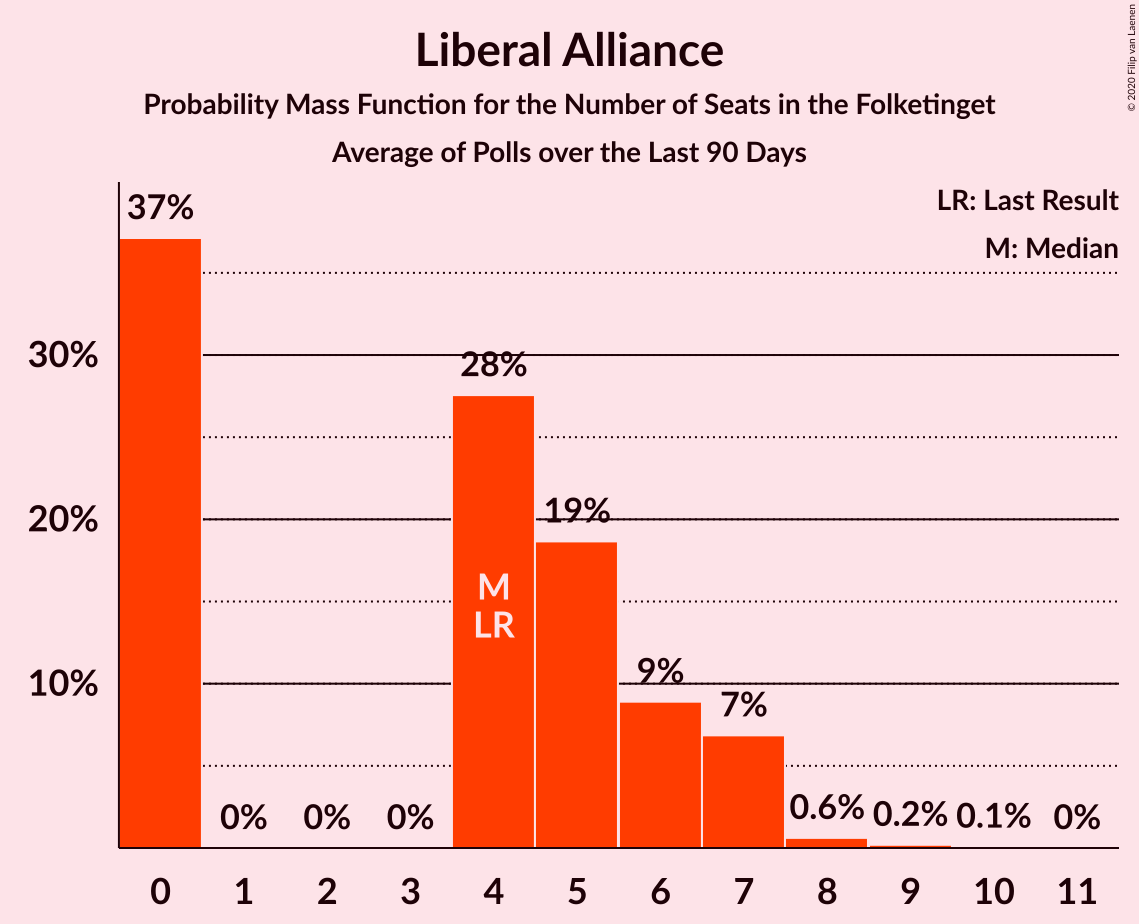 Liberal Alliance
Probability Mass Function for the Number of Seats in the Folketinget
Average of Polls over the Last 90 Days
© 2020 Filip van Laenen
LR: Last Result
M: Median
37%
30%
28%
20%
19%
M
LR
10%
9%
7%
0%
0%
0%
0.6%
0.2%
0.1%
0%
0 1 2 3 4 5 6 7 8 9 10 11